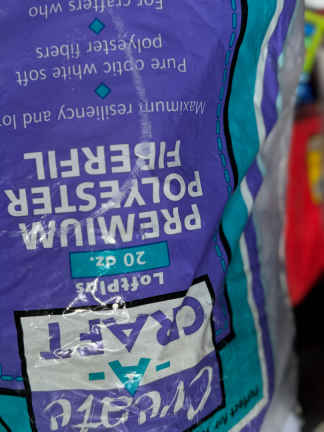 Create
-A-
CRAFT
LoftPlus
20 oz.
PREMIUM
POLYESTER
FIBERFIL
Maximum resiliency and lo
Pure optic white soft
polyester fibers
For crafters who